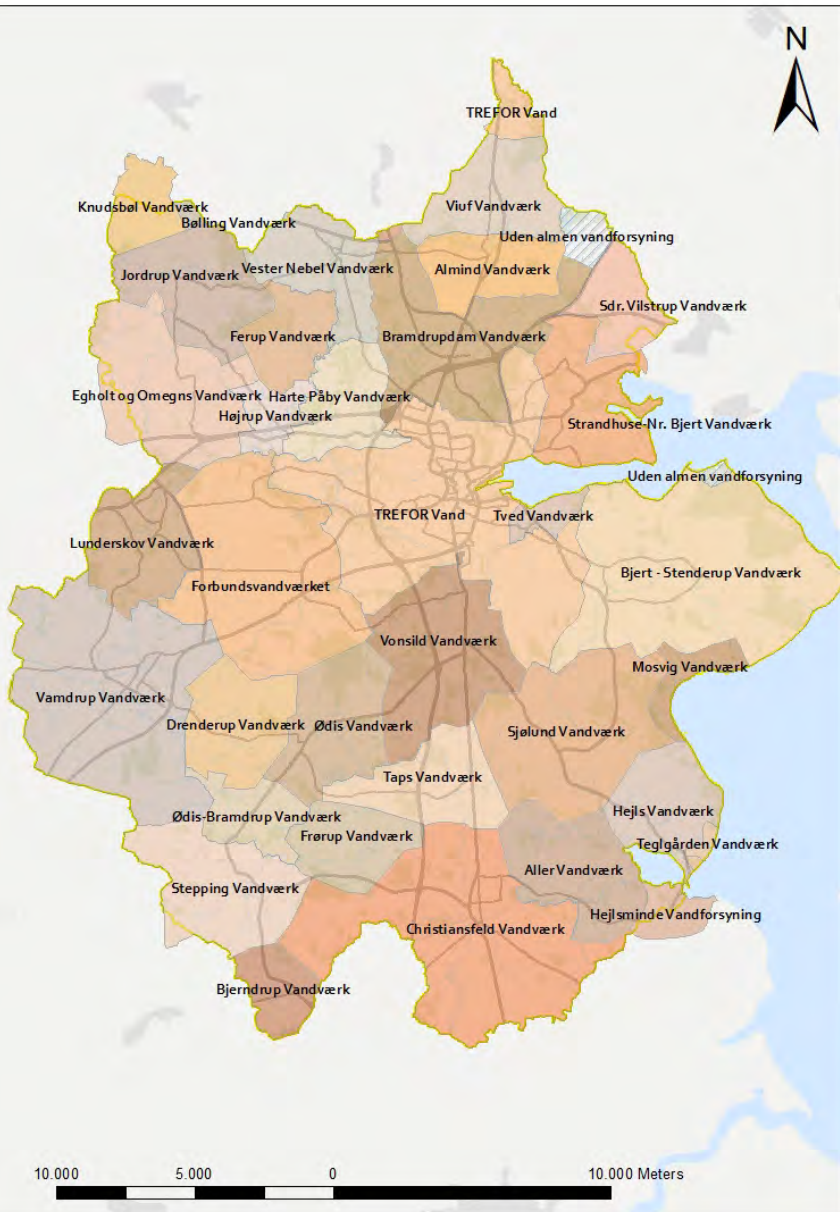 N
TREFOR Vand
Knudsbøl Vandværk
Viuf Vandværk
Bølling Vandværk
Uden almen vandforsyning
Jordrup Vandværk
Vester Nebel Vandværk
Almind Vandværk
Sdr. Vilstrup Vandværk
Ferup Vandværk
Bramdrupdam Vandværk
Egholt og Omegns Vandværk
Harte Påby Vandværk
Højrup Vandværk
Strandhuse-Nr. Bjert Vandværk
Uden almen vandforsyning
TREFOR Vand
Tved Vandværk
Lunderskov Vandværk
Forbundsvandværket
Bjert - Stenderup Vandværk
Vonsild Vandværk
Mosvig Vandværk
Vamdrup Vandværk
Drenderup Vandværk
Ødis Vandværk
Sjølund Vandværk
Taps Vandværk
Hejls Vandværk
Ødis-Bramdrup Vandværk
Frørup Vandværk
Teglgården Vandværk
Aller Vandværk
Stepping Vandværk
Hejlsminde Vandforsyning
Christiansfeld Vandværk
Bjerndrup Vandværk
10.000 5.000 0 10.000 Meters